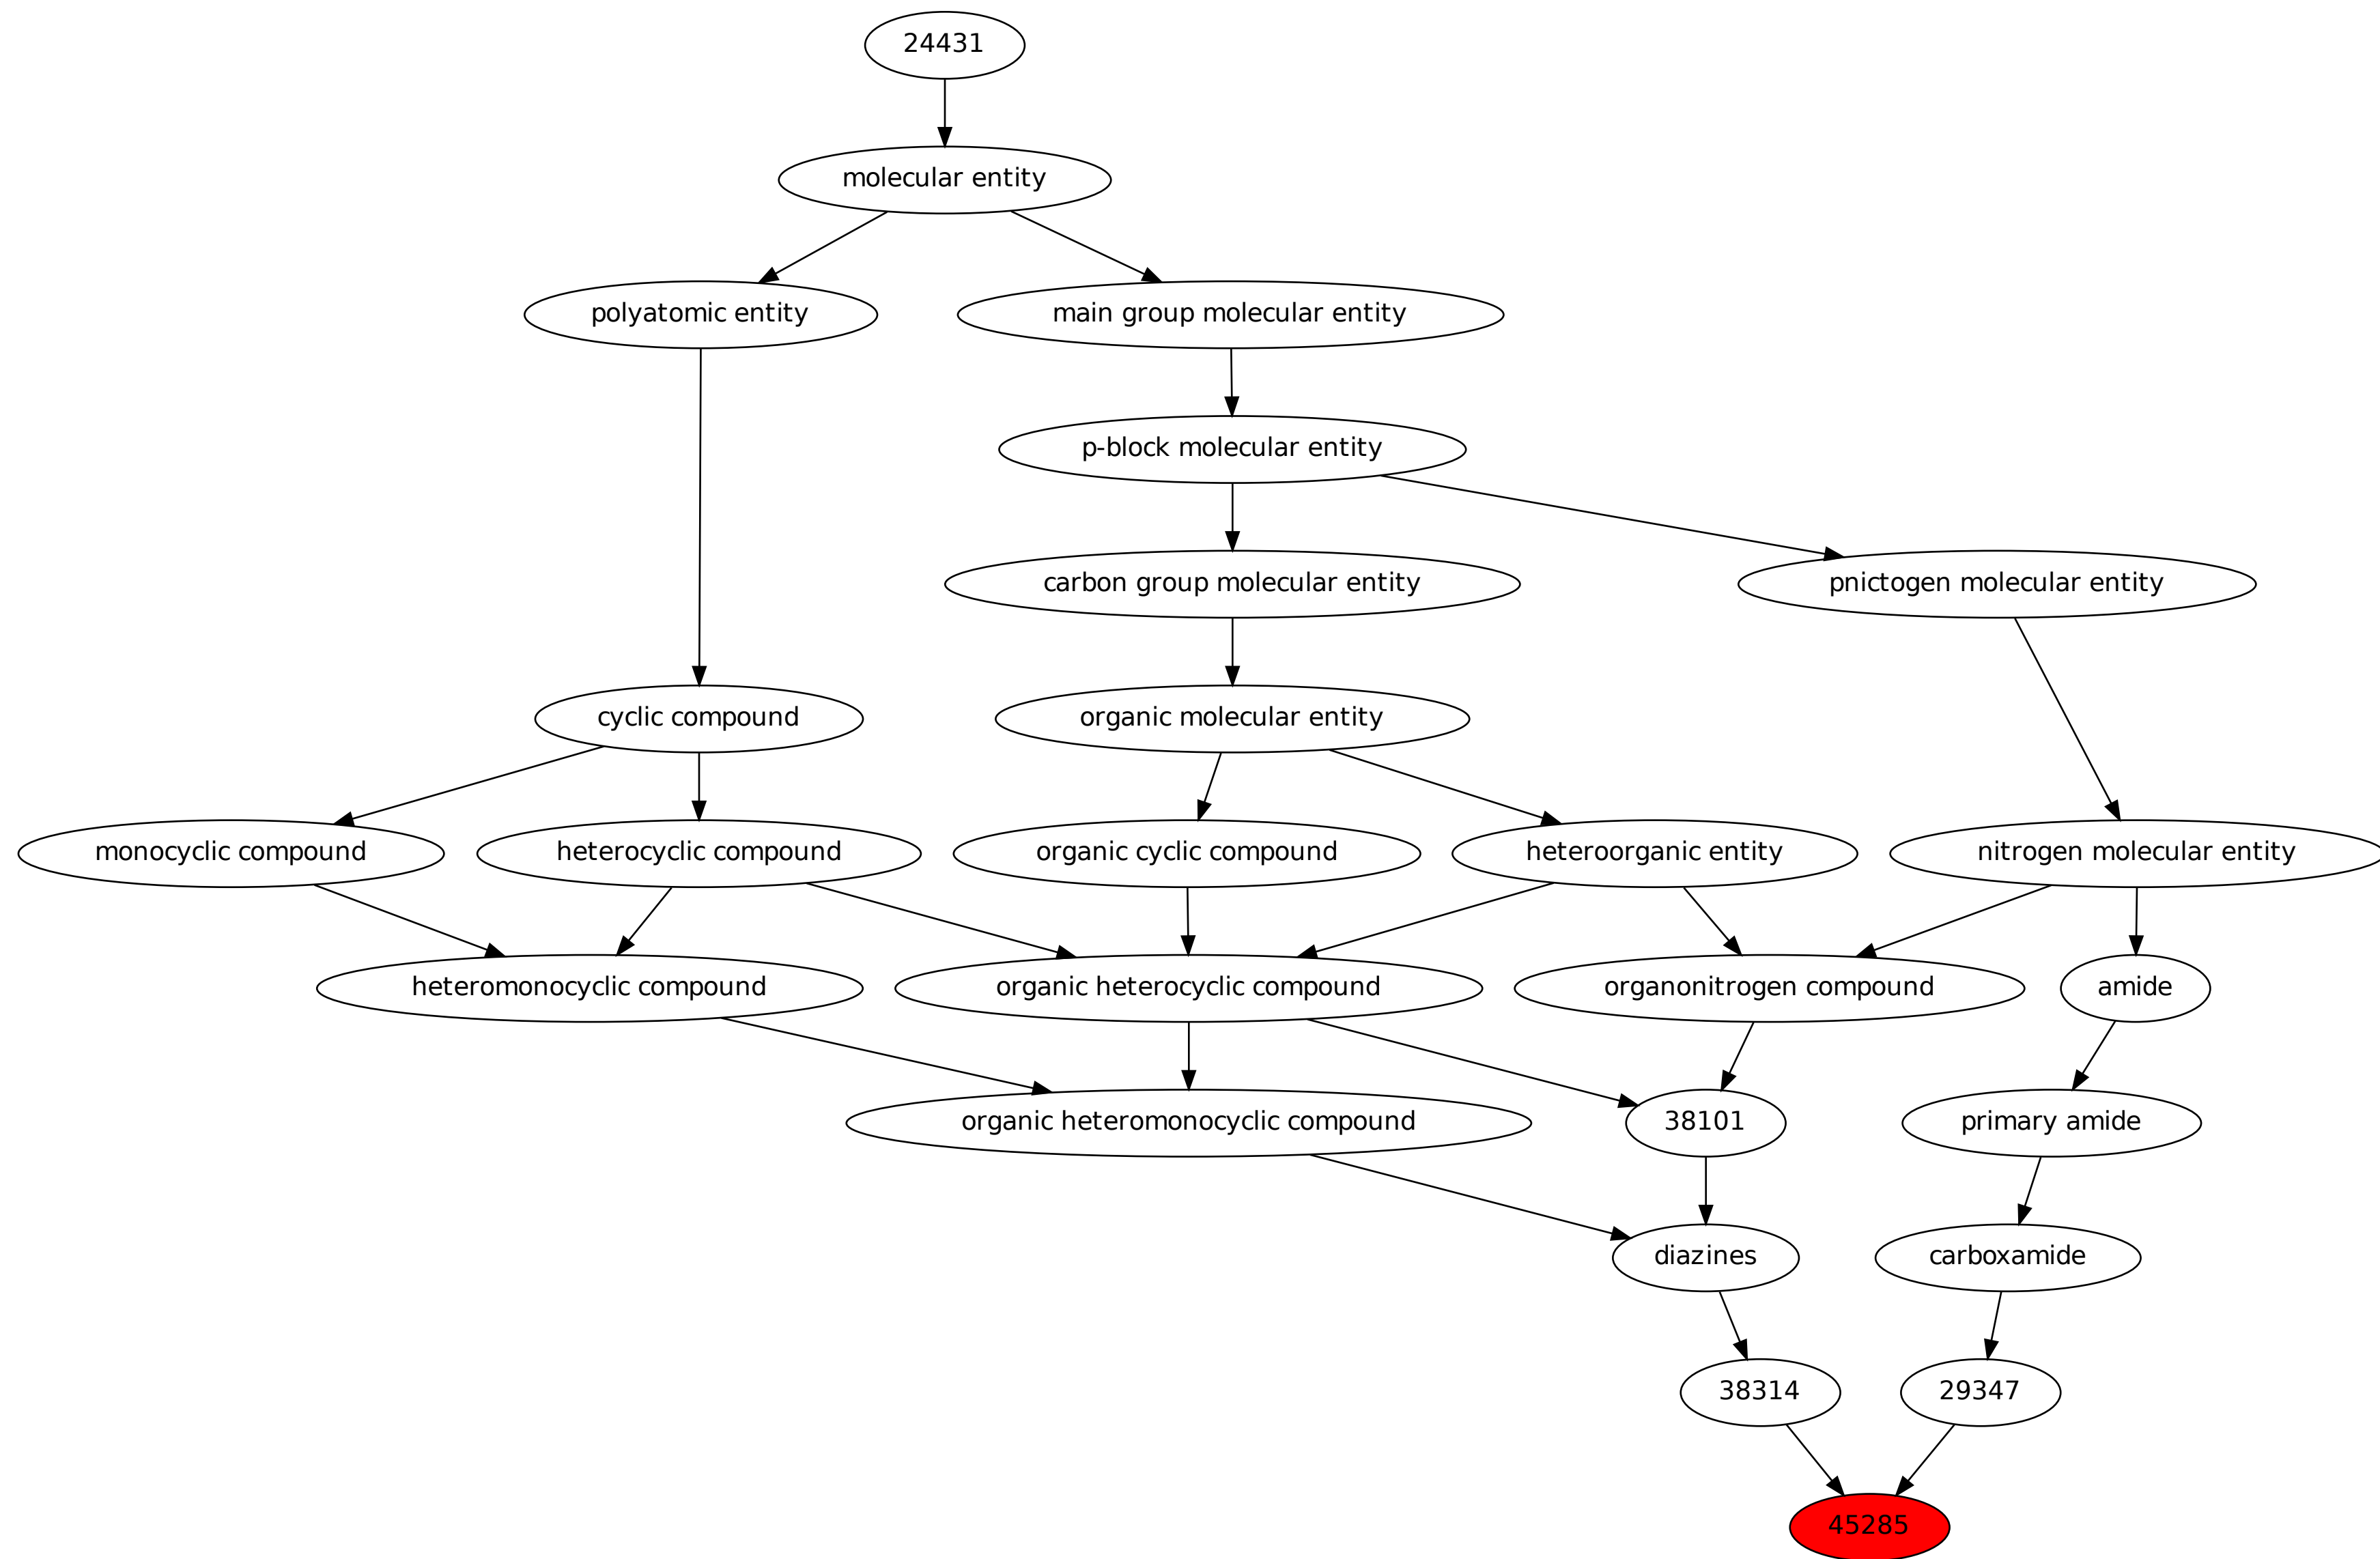 24431
molecular entity
polyatomic entity
main group molecular entity
p-block molecular entity
carbon group molecular entity
pnictogen molecular entity
cyclic compound
organic molecular entity
monocyclic compound
heterocyclic compound
organic cyclic compound
heteroorganic entity
nitrogen molecular entity
heteromonocyclic compound
organic heterocyclic compound
organonitrogen compound
amide
organic heteromonocyclic compound
38101
primary amide
diazines
carboxamide
38314
29347
45285